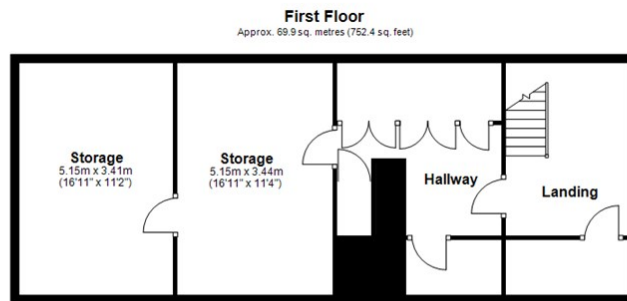 First Floor
Approx. 69.9 sq. metres (752.4 sq. feet)
Storage
5.15m x 3.41m
(16'11" x 11'2")
Storage
5.15m x 3.44m
(16'11" x 11'4")
Hallway
Landing